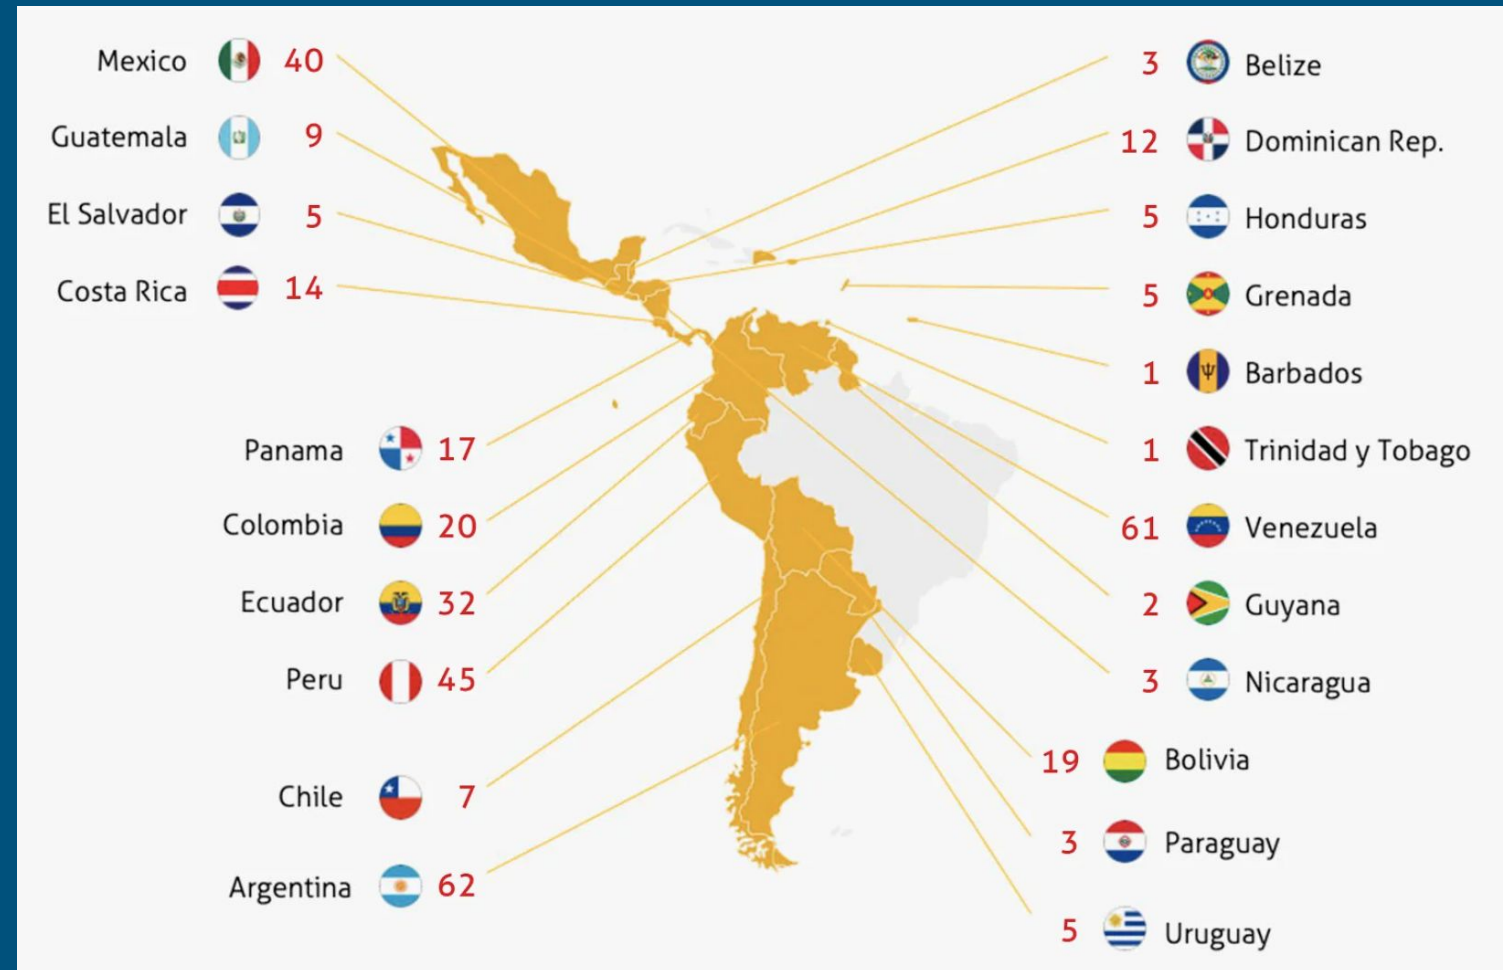 Mexico 40
Guatemala 9
El Salvador 5
Costa Rica 14
Panama 17
Colombia 20
Ecuador 32
Peru 45
Chile 7
Argentina 62
3 Belize
12 Dominican Rep.
5 Honduras
5 Grenada
1 Barbados
1 Trinidad y Tobago
61 Venezuela
2 Guyana
3 Nicaragua
19 Bolivia
3 Paraguay
5 Uruguay